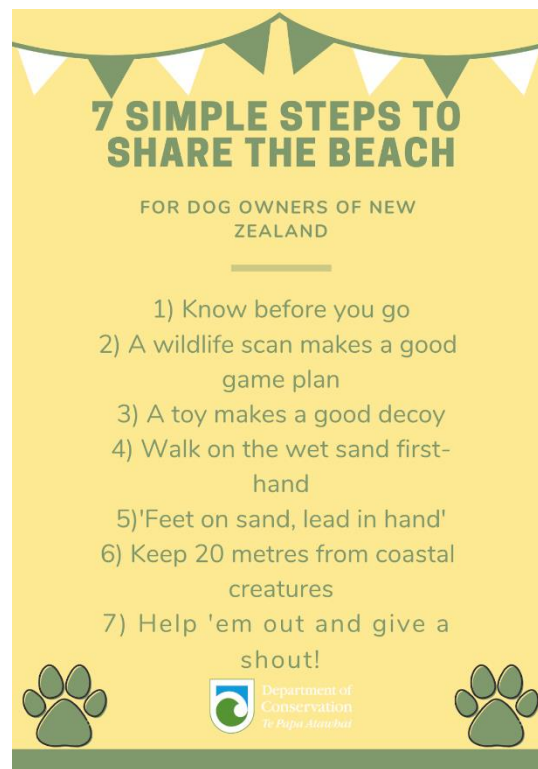 7 SIMPLE STEPS TO
SHARE THE BEACH
FOR DOG OWNERS OF NEW
ZEALAND
1) Know before you go
2) A wildlife scan makes a good
game plan
3) A toy makes a good decoy
4) Walk on the wet sand first-
hand
5)'Feet on sand, lead in hand'
6) Keep 20 metres from coastal
creatures
7) Help 'em out and give a
shout!
Department of
Conservation
Te Papa Atawhai